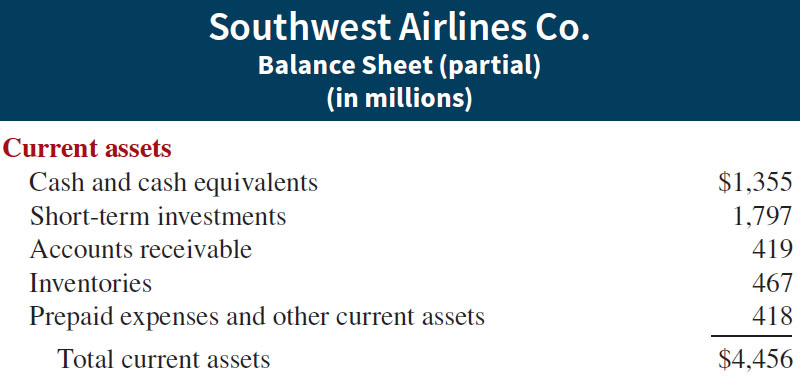 Southwest Airlines Co.
Balance Sheet (partial)
(in millions)
Current assets
Cash and cash equivalents $1,355
Short-term investments 1,797
Accounts receivable 419
Inventories 467
Prepaid expenses and other current assets 418
Total current assets $4,456